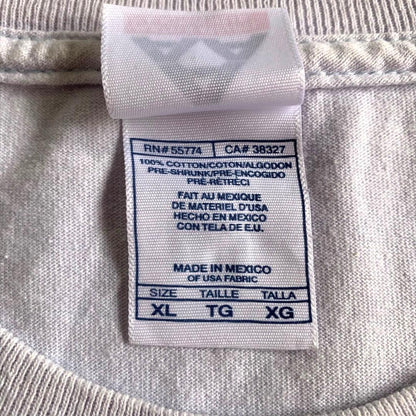 RN# 55774 CA# 38327
100% COTTON/COTON/ALGODON
PRE-SHRUNK/PRE-ENCOGIDO
PRÉ-RÉTRÉCI
FAIT AU MEXIQUE
DE MATERIEL D'USA
HECHO EN MEXICO
CON TELA DE E.U.
MADE IN MEXICO
OF USA FABRIC
SIZE TAILLE TALLA
XL TG XG